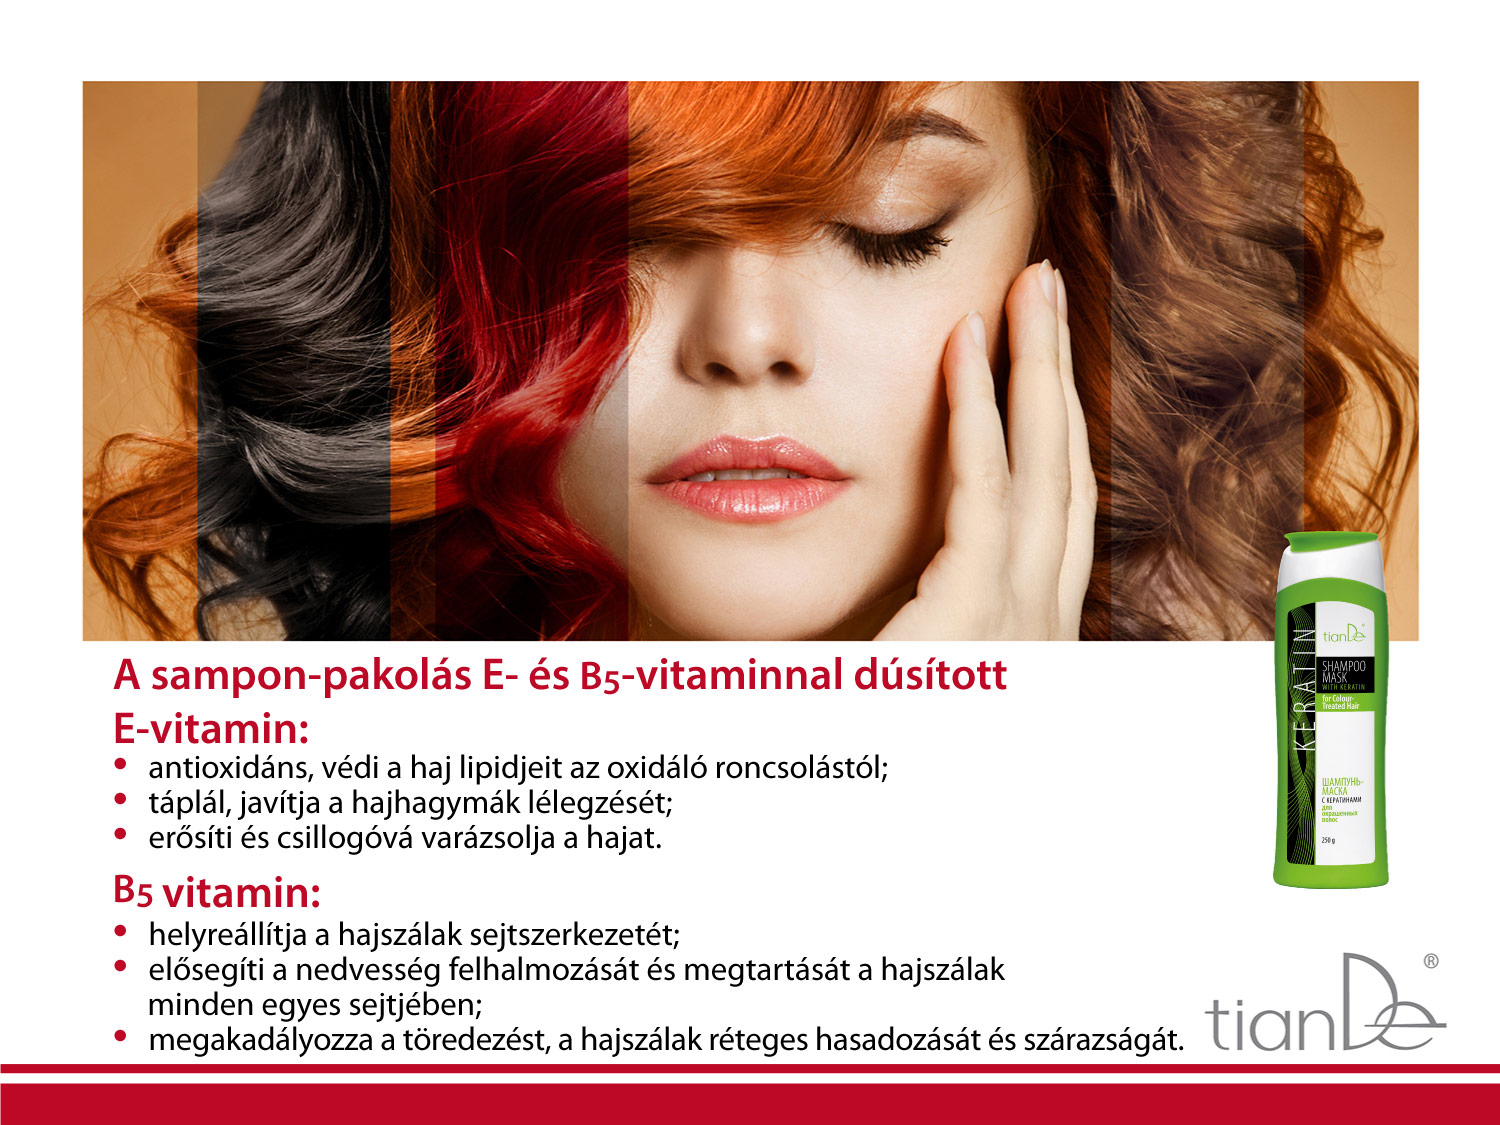 A sampon-pakolás E- és B5-vitaminnal dúsított
E-vitamin:
• antioxidáns, védi a haj lipidjeit az oxidáló roncsolástól;
• táplál, javítja a hajhagymák lélegzését;
• erősíti és csillogóvá varázsolja a hajat.
B5 vitamin:
• helyreállítja a hajszálak sejtszerkezetét;
• elősegíti a nedvesség felhalmozását és megtartását a hajszálak
minden egyes sejtjében;
• megakadályozza a töredezést, a hajszálak réteges hasadozását és szárazságát.
KERATIN
tianDe®
SHAMPOO
MASK
WITH KERATIN
for Colour-
Treated Hair
ШАМПУНЬ-
МАСКА
С КЕРАТИНАМИ
для
окрашенных
волос
250 g
tianDe®